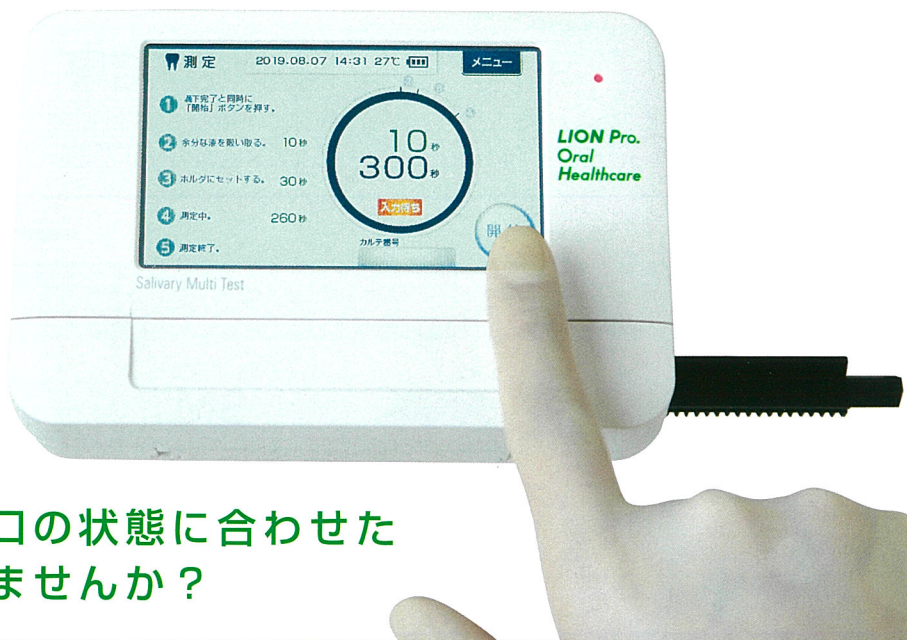 測定 2019.08.07 14:31 27℃ メニュー
1 滴下完了と同時に
「開始」ボタンを押す。
2 余分な液を吸い取る。 10秒
3 ホルダにセットする。 30秒
4 測定中。 260秒
5 測定終了。
10秒
300秒
入力待ち
カルテ番号
開
LION Pro.
Oral
Healthcare
Salivary Multi Test
口の状態に合わせた
ませんか？